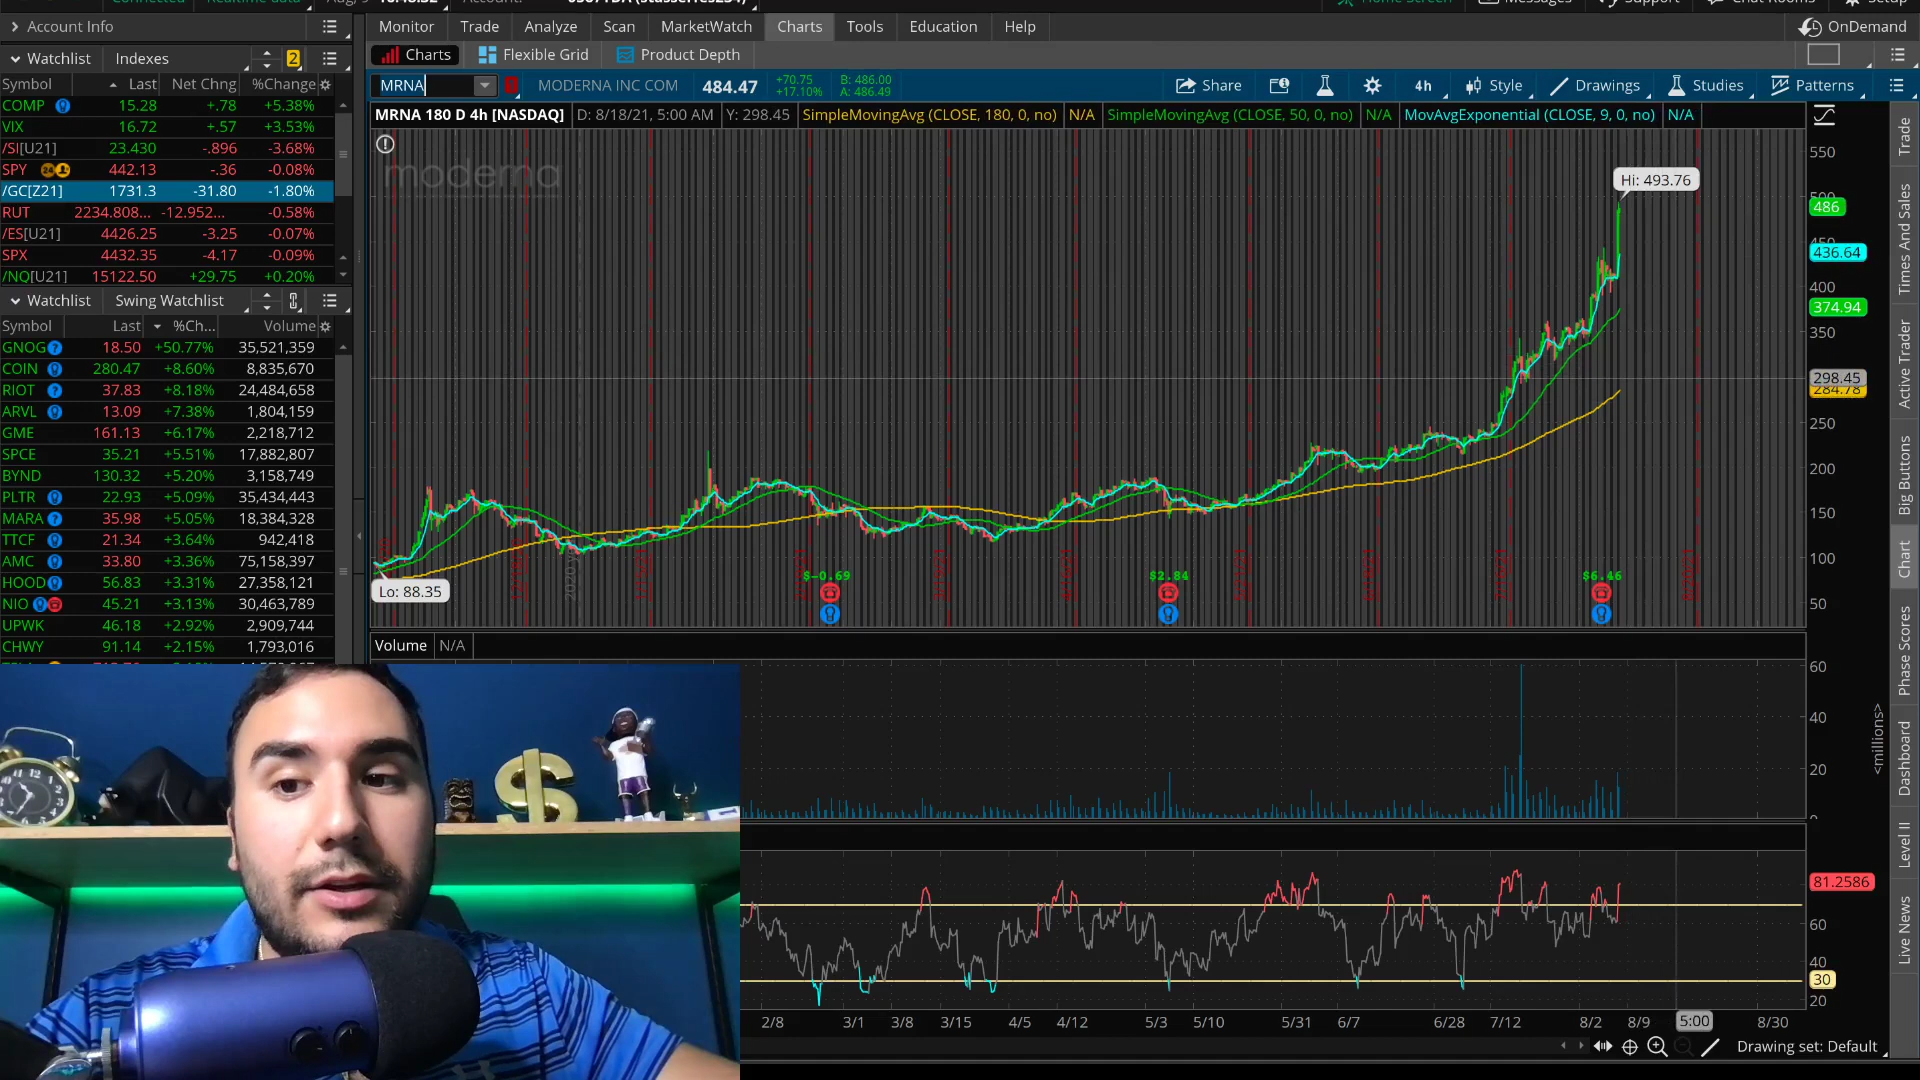 Account Info
Monitor Trade Analyze Scan MarketWatch Charts Tools Education Help
OnDemand
Watchlist Indexes 2
Charts Flexible Grid Product Depth
Symbol Last Net Chng %Change
MRNA MODERNA INC COM 484.47 +70.75 +17.10% B: 486.00 A: 486.49 Share 4h Style Drawings Studies Patterns
COMP 15.28 +.78 +5.38%
VIX 16.72 +.57 +3.53%
/SI[U21] 23.430 -.896 -3.68%
SPY 442.13 -.36 -0.08%
/GC[Z21] 1731.3 -31.80 -1.80%
RUT 2234.808... -12.952... -0.58%
/ES[U21] 4426.25 -3.25 -0.07%
SPX 4432.35 -4.17 -0.09%
/NQ[U21] 15122.50 +29.75 +0.20%
MRNA 180 D 4h [NASDAQ] D: 8/18/21, 5:00 AM Y: 298.45 SimpleMovingAvg (CLOSE, 180, 0, no) N/A SimpleMovingAvg (CLOSE, 50, 0, no) N/A MovAvgExponential (CLOSE, 9, 0, no) N/A
moderna
Hi: 493.76
Lo: 88.35
550
486
436.64
400
374.94
350
298.45
250
200
150
100
50
$-0.69 $2.84 $6.46
Watchlist Swing Watchlist
Symbol Last %Ch... Volume
GNOG 18.50 +50.77% 35,521,359
COIN 280.47 +8.60% 8,835,670
RIOT 37.83 +8.18% 24,484,658
ARVL 13.09 +7.38% 1,804,159
GME 161.13 +6.17% 2,218,712
SPCE 35.21 +5.51% 17,882,807
BYND 130.32 +5.20% 3,158,749
PLTR 22.93 +5.09% 35,434,443
MARA 35.98 +5.05% 18,384,328
TTCF 21.34 +3.64% 942,418
AMC 33.80 +3.36% 75,158,397
HOOD 56.83 +3.31% 27,358,121
NIO 45.21 +3.13% 30,463,789
UPWK 46.18 +2.92% 2,909,744
CHWY 91.14 +2.15% 1,793,016
Volume N/A
60
40
20
<millions>
81.2586
60
40
30
20
2/8 3/1 3/8 3/15 4/5 4/12 5/3 5/10 5/31 6/7 6/28 7/12 8/2 8/9 5:00 8/30
Drawing set: Default
Trade
Times And Sales
Active Trader
Big Buttons
Chart
Phase Scores
Dashboard
Level II
Live News